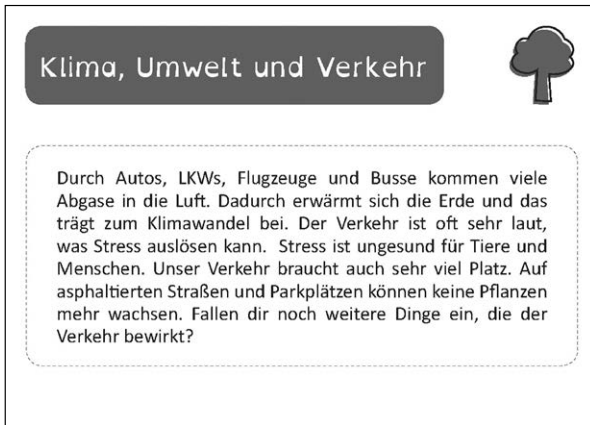 Klima, Umwelt und Verkehr
Durch Autos, LKWs, Flugzeuge und Busse kommen viele
Abgase in die Luft. Dadurch erwärmt sich die Erde und das
trägt zum Klimawandel bei. Der Verkehr ist oft sehr laut,
was Stress auslösen kann.  Stress ist ungesund für Tiere und
Menschen. Unser Verkehr braucht auch sehr viel Platz. Auf
asphaltierten Straßen und Parkplätzen können keine Pflanzen
mehr wachsen. Fallen dir noch weitere Dinge ein, die der
Verkehr bewirkt?